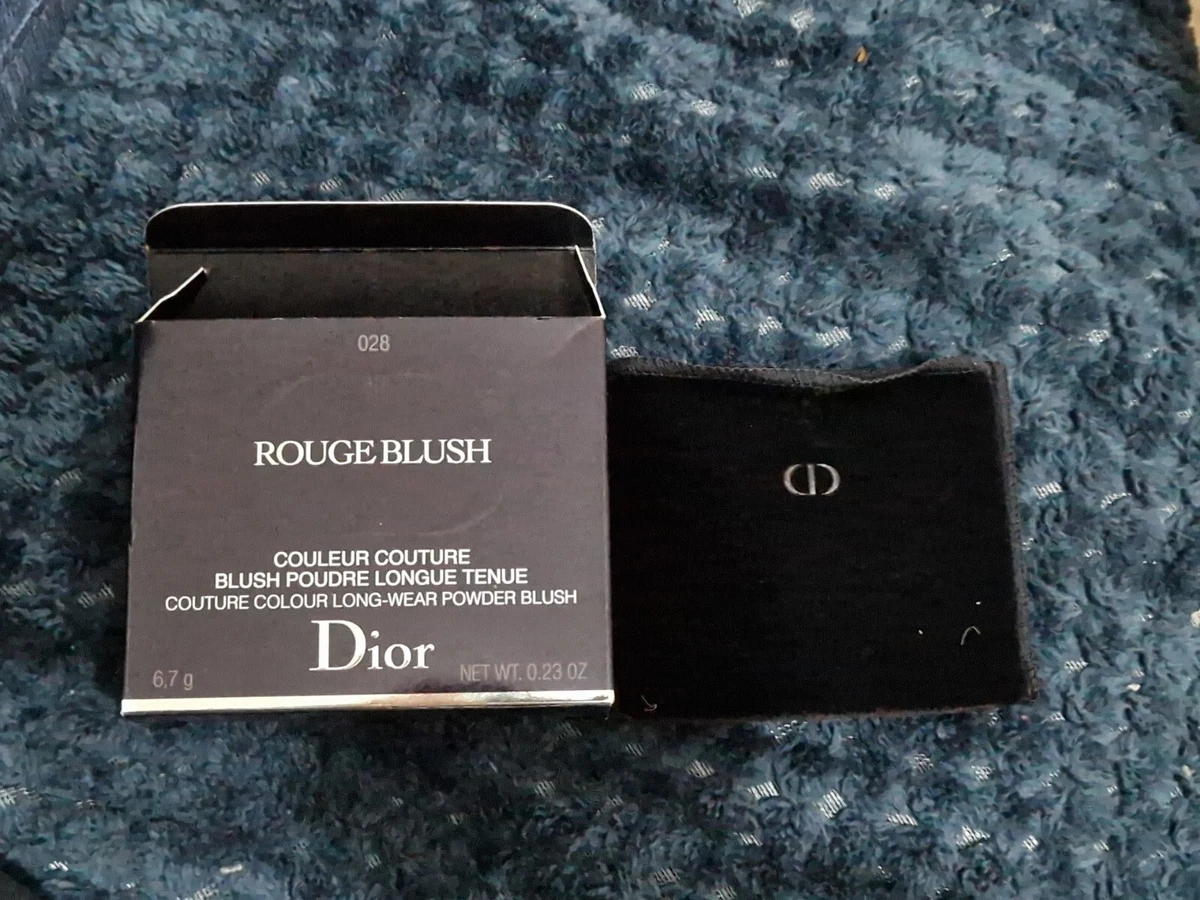 028
ROUGE BLUSH
COULEUR COUTURE
BLUSH POUDRE LONGUE TENUE
COUTURE COLOUR LONG-WEAR POWDER BLUSH
Dior
6,7 g NET WT. 0.23 OZ
CD